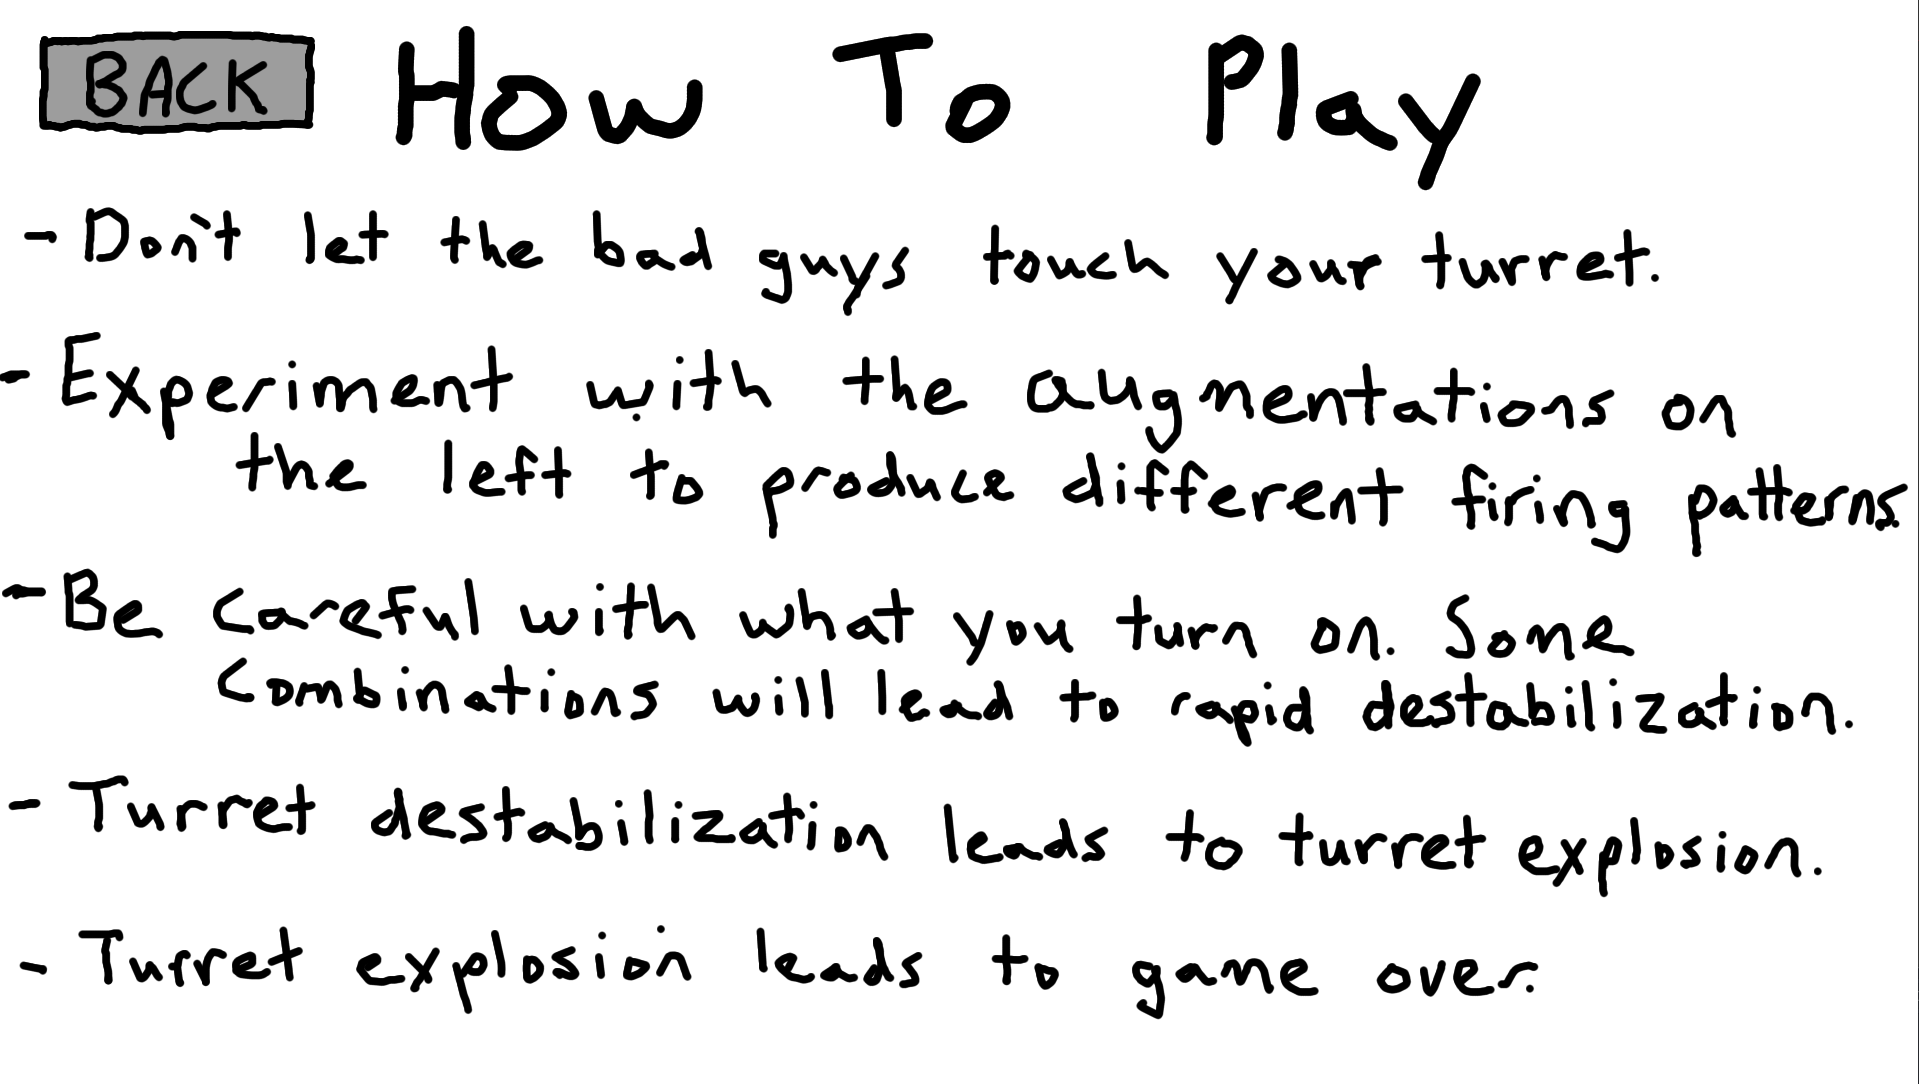 BACK How To Play
- Don't let the bad guys touch your turret.
- Experiment with the augmentations on
the left to produce different firing patterns.
- Be careful with what you turn on. Some
combinations will lead to rapid destabilization.
- Turret destabilization leads to turret explosion.
- Turret explosion leads to game over.